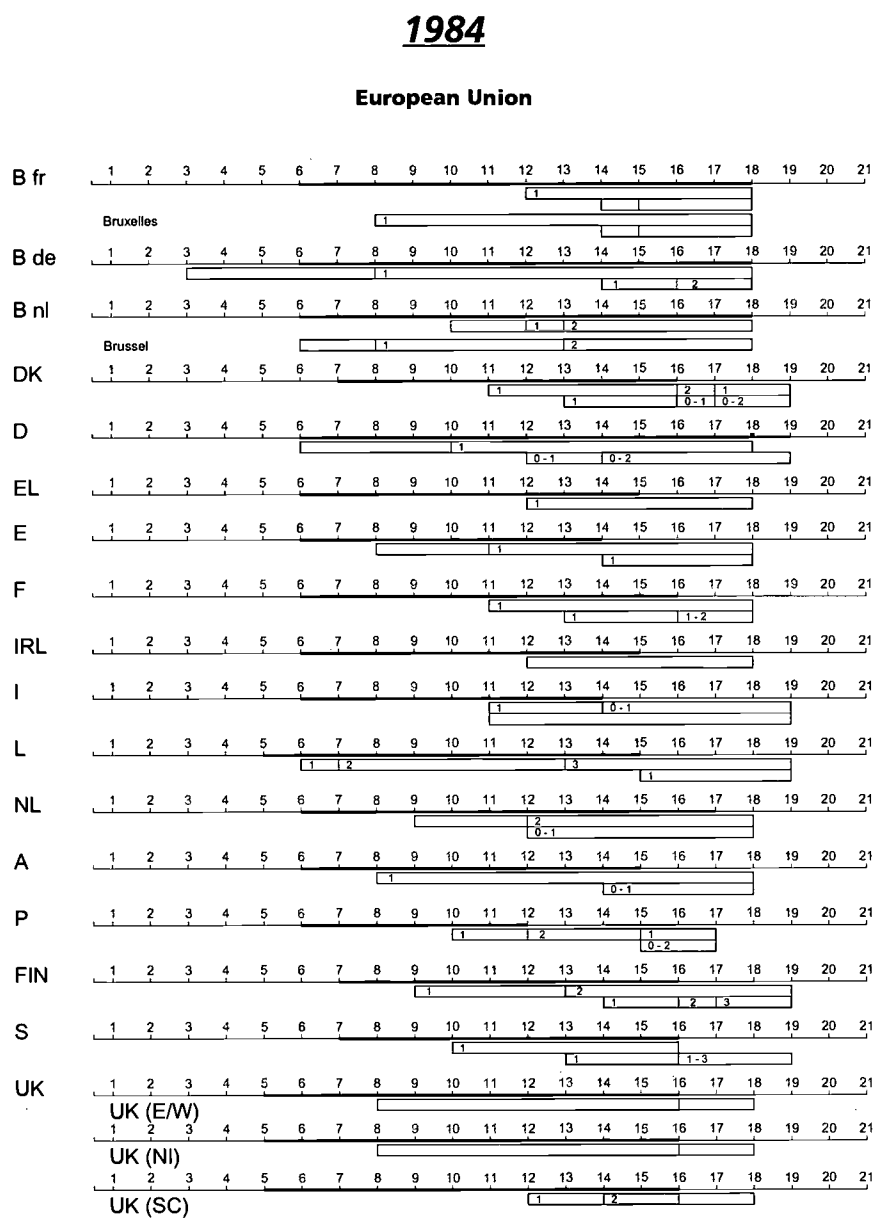 1984
European Union
1 2 3 4 5 6 7 8 9 10 11 12 13 14 15 16 17 18 19 20 21
B fr
1
Bruxelles
1
1 2 3 4 5 6 7 8 9 10 11 12 13 14 15 16 17 18 19 20 21
B de
1
1 2
1 2 3 4 5 6 7 8 9 10 11 12 13 14 15 16 17 18 19 20 21
B nl
1 2
Brussel
1 2
1 2 3 4 5 6 7 8 9 10 11 12 13 14 15 16 17 18 19 20 21
DK
1 2 1
1 0 - 1 0 - 2
1 2 3 4 5 6 7 8 9 10 11 12 13 14 15 16 17 18 19 20 21
D
1
0 - 1 0 - 2
1 2 3 4 5 6 7 8 9 10 11 12 13 14 15 16 17 18 19 20 21
EL
1
1 2 3 4 5 6 7 8 9 10 11 12 13 14 15 16 17 18 19 20 21
E
1
1
1 2 3 4 5 6 7 8 9 10 11 12 13 14 15 16 17 18 19 20 21
F
1
1 1 - 2
1 2 3 4 5 6 7 8 9 10 11 12 13 14 15 16 17 18 19 20 21
IRL
1 2 3 4 5 6 7 8 9 10 11 12 13 14 15 16 17 18 19 20 21
I
1 0 - 1
1 2 3 4 5 6 7 8 9 10 11 12 13 14 15 16 17 18 19 20 21
L
1 2 3
1
1 2 3 4 5 6 7 8 9 10 11 12 13 14 15 16 17 18 19 20 21
NL
2
0 - 1
1 2 3 4 5 6 7 8 9 10 11 12 13 14 15 16 17 18 19 20 21
A
1
0 - 1
1 2 3 4 5 6 7 8 9 10 11 12 13 14 15 16 17 18 19 20 21
P
1 2 1
0 - 2
1 2 3 4 5 6 7 8 9 10 11 12 13 14 15 16 17 18 19 20 21
FIN
1 2
1 2 3
1 2 3 4 5 6 7 8 9 10 11 12 13 14 15 16 17 18 19 20 21
S
1
1 1 - 3
1 2 3 4 5 6 7 8 9 10 11 12 13 14 15 16 17 18 19 20 21
UK
UK (E/W)
1 2 3 4 5 6 7 8 9 10 11 12 13 14 15 16 17 18 19 20 21
UK (NI)
1 2 3 4 5 6 7 8 9 10 11 12 13 14 15 16 17 18 19 20 21
UK (SC)
1 2